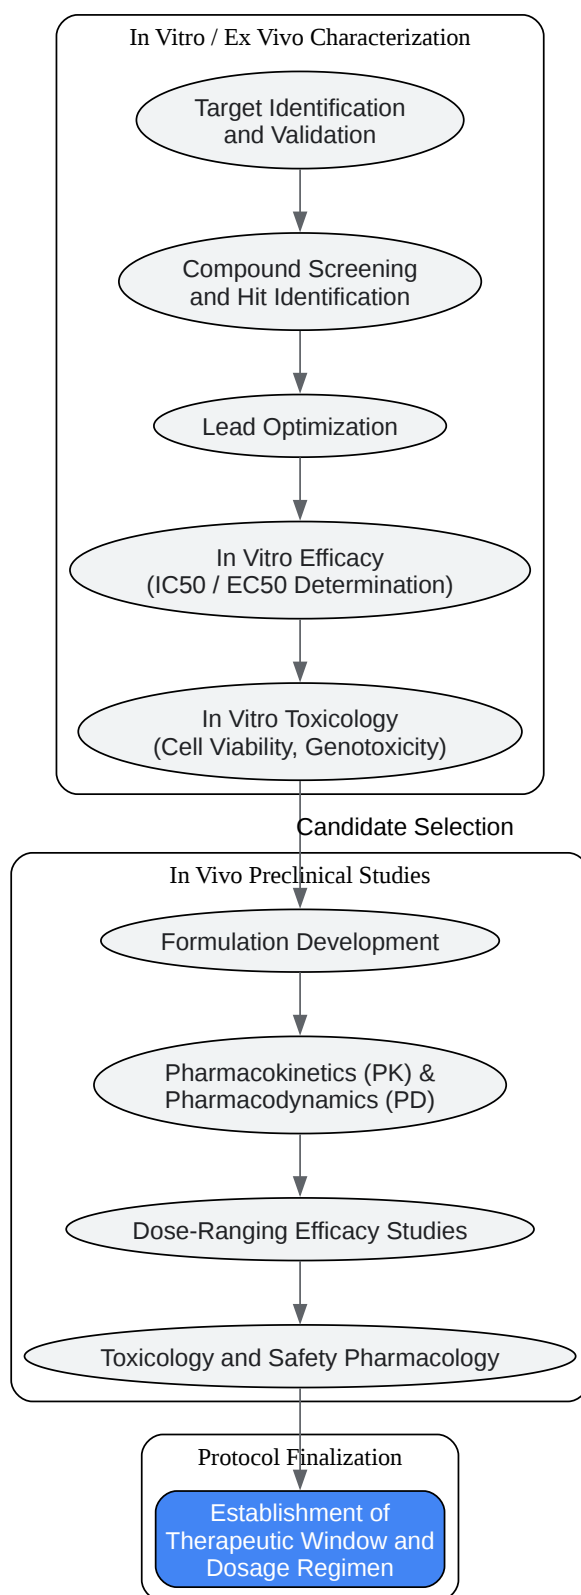 In Vitro / Ex Vivo Characterization
Target Identification
and Validation
Compound Screening
and Hit Identification
Lead Optimization
In Vitro Efficacy
(IC50 / EC50 Determination)
In Vitro Toxicology
(Cell Viability, Genotoxicity)
Candidate Selection
In Vivo Preclinical Studies
Formulation Development
Pharmacokinetics (PK) &
Pharmacodynamics (PD)
Dose-Ranging Efficacy Studies
Toxicology and Safety Pharmacology
Protocol Finalization
Establishment of
Therapeutic Window and
Dosage Regimen